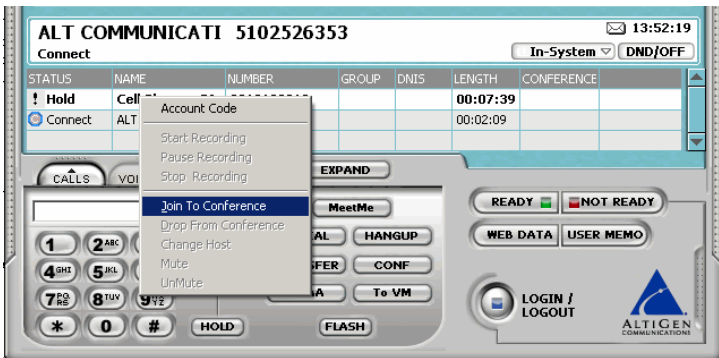 ALT COMMUNICATI 5102526353 13:52:19
Connect In-System DND/OFF
STATUS NAME NUMBER GROUP DNIS LENGTH CONFERENCE
! Hold Cell 00:07:39
Connect ALT 00:02:09
Account Code
Start Recording
Pause Recording
Stop Recording
Join To Conference
Drop From Conference
Change Host
Mute
UnMute
CALLS EXPAND
MeetMe READY NOT READY
HANGUP WEB DATA USER MEMO
1 2 ABC
4 GHI 5 JKL CONF
7 PQRS 8 TUV 9 To VM LOGIN / LOGOUT
* 0 # HOLD FLASH ALTIGEN
COMMUNICATIONS